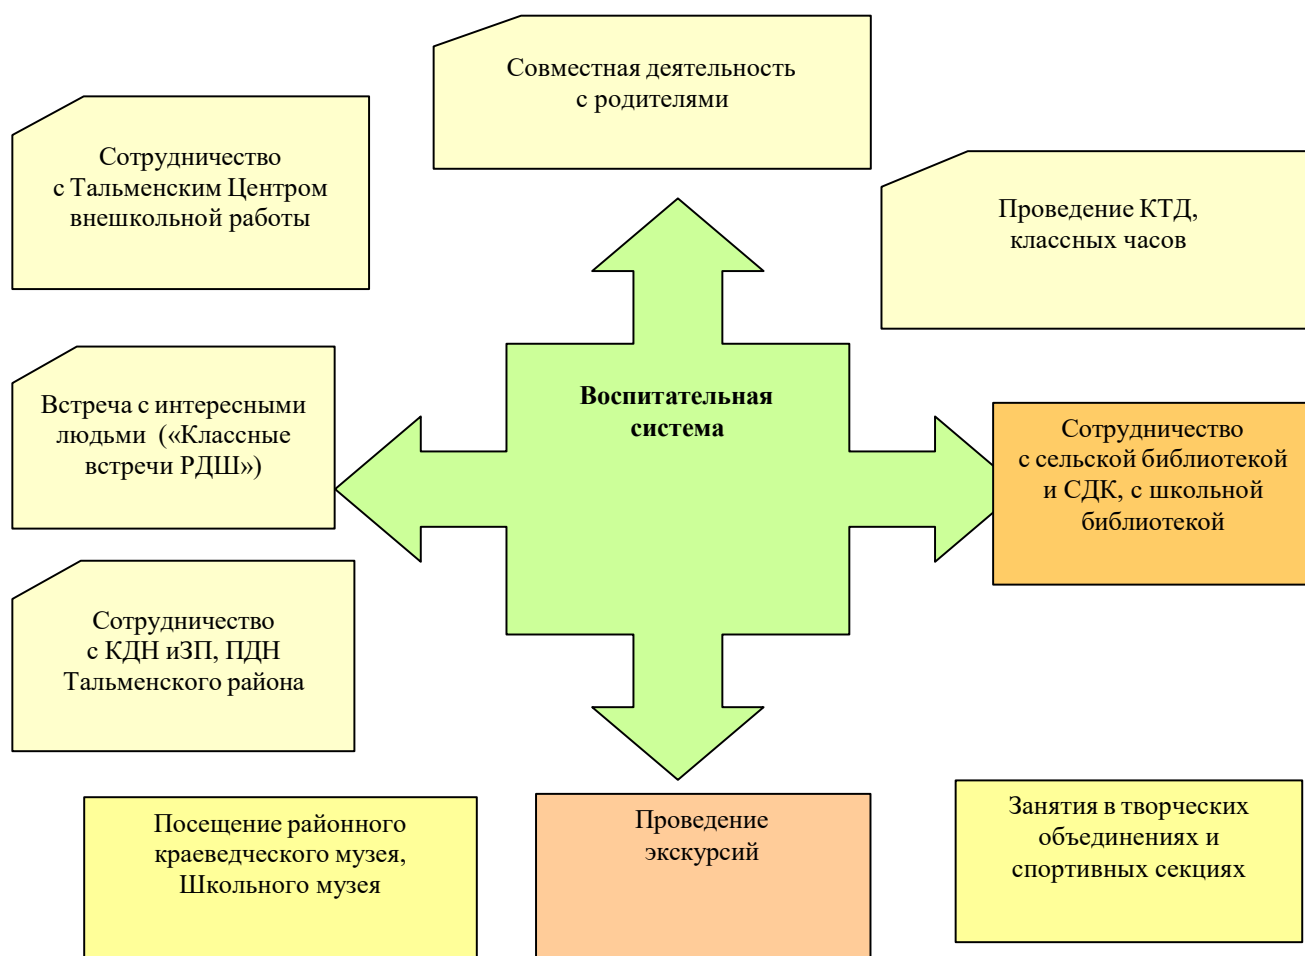 Совместная деятельность
с родителями
Сотрудничество
с Тальменским Центром
внешкольной работы
Проведение КТД,
классных часов
Встреча с интересными
людьми («Классные
встречи РДШ»)
Воспитательная
система
Сотрудничество
с сельской библиотекой
и СДК, с школьной
библиотекой
Сотрудничество
с КДН иЗП, ПДН
Тальменского района
Посещение районного
краеведческого музея,
Школьного музея
Проведение
экскурсий
Занятия в творческих
объединениях и
спортивных секциях